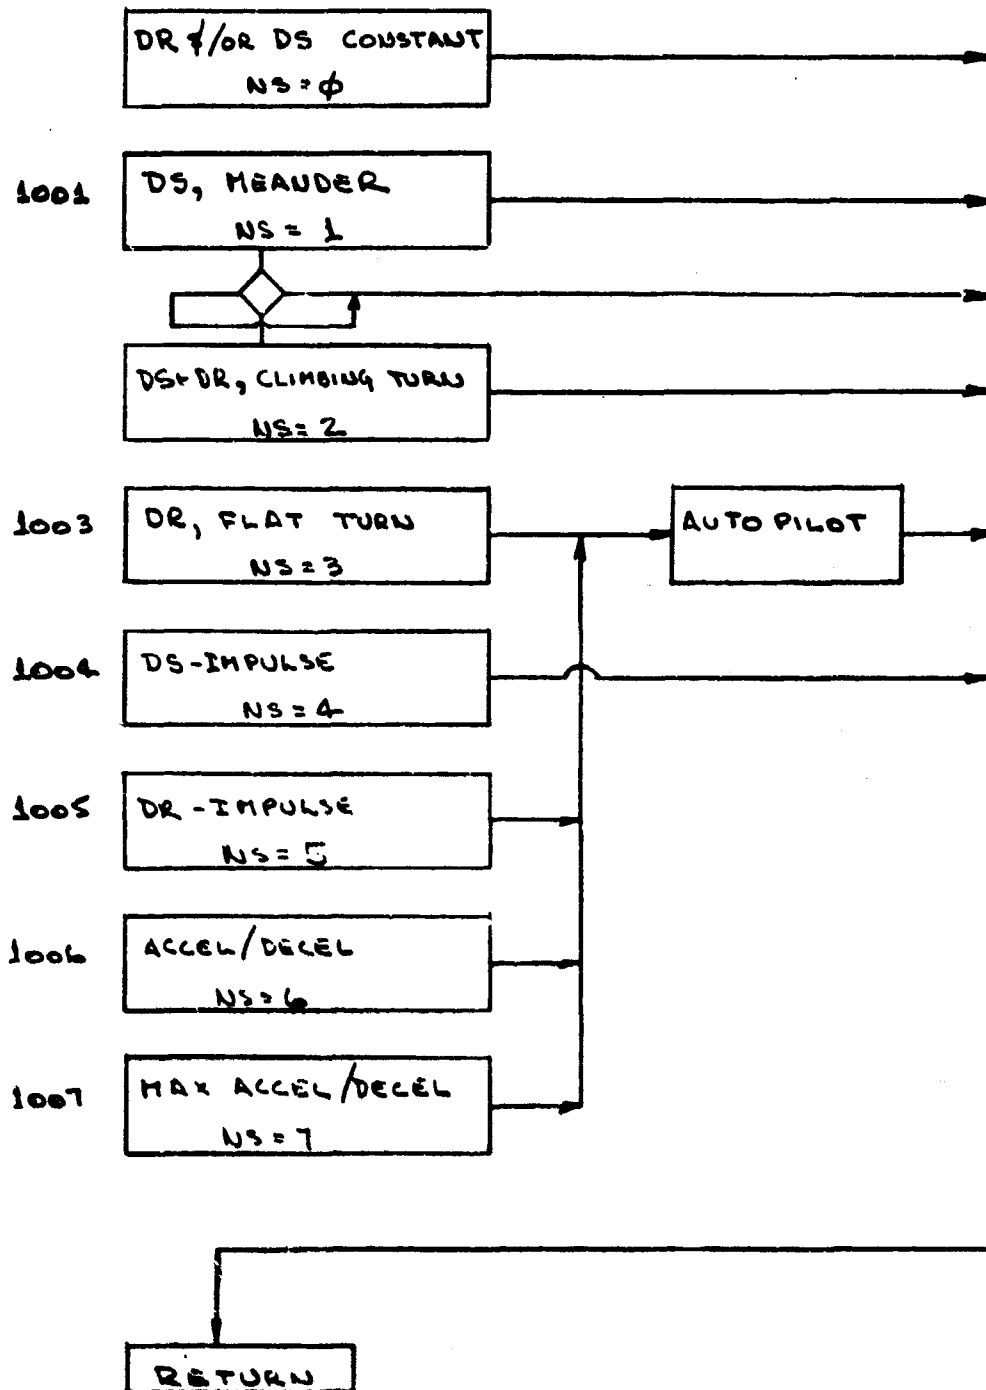 DR &/OR DS CONSTANT
NS = φ
1001
DS, MEANDER
NS = 1
DS+DR, CLIMBING TURN
NS = 2
1003
DR, FLAT TURN
NS = 3
AUTO PILOT
1004
DS-IMPULSE
NS = 4
1005
DR-IMPULSE
NS = 5
1006
ACCEL/DECEL
NS = 6
1007
MAX ACCEL/DECEL
NS = 7
RETURN